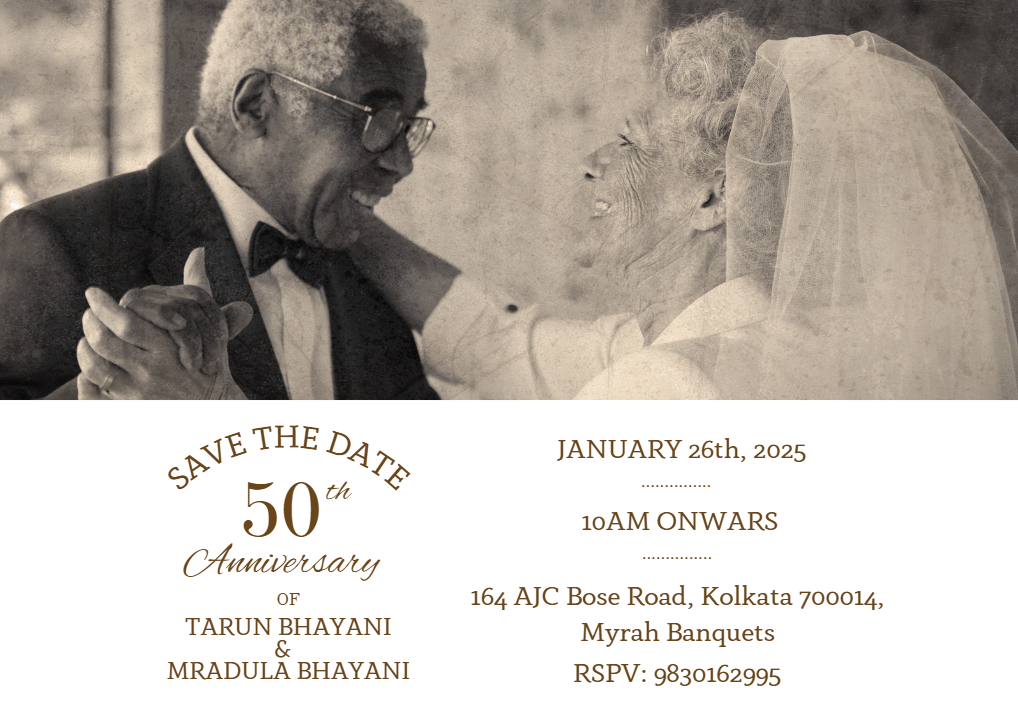 SAVE THE DATE
50th
Anniversary
OF
TARUN BHAYANI
&
MRADULA BHAYANI
JANUARY 26th, 2025
...............
10AM ONWARS
...............
164 AJC Bose Road, Kolkata 700014,
Myrah Banquets
RSPV: 9830162995